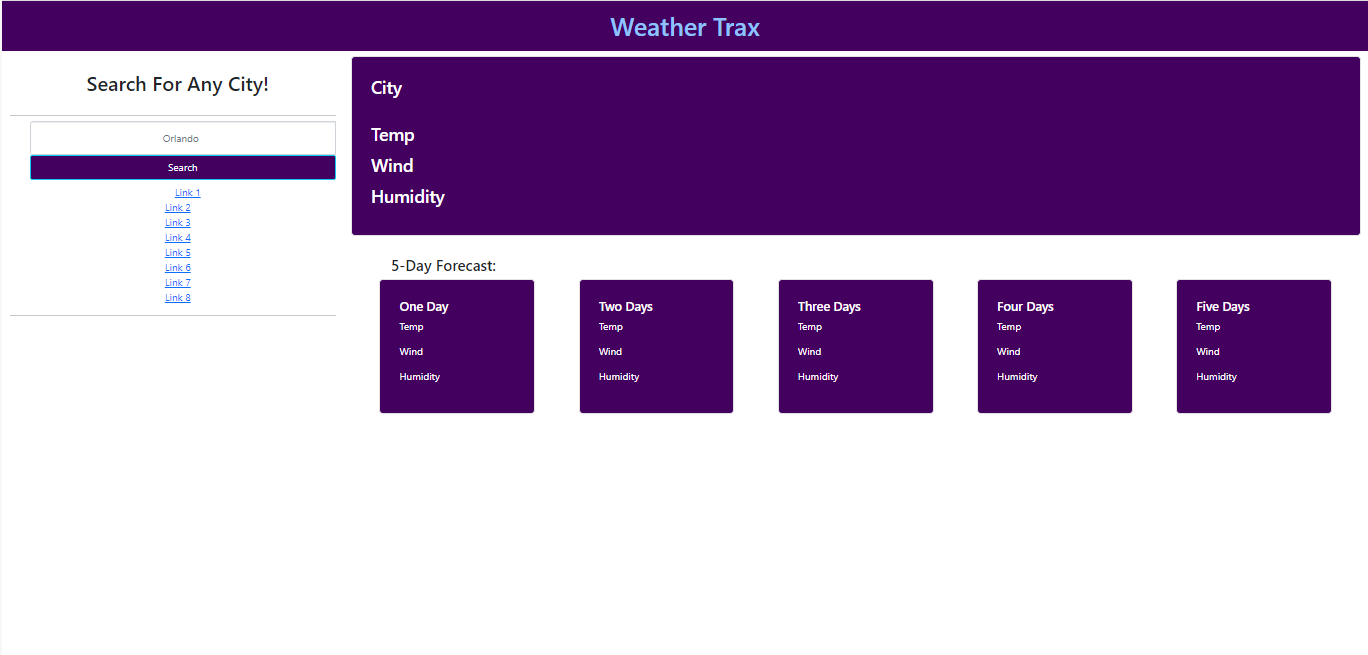 Weather Trax
Search For Any City!
Orlando
Search
Link 1
Link 2
Link 3
Link 4
Link 5
Link 6
Link 7
Link 8
City
Temp
Wind
Humidity
5-Day Forecast:
One Day
Temp
Wind
Humidity
Two Days
Temp
Wind
Humidity
Three Days
Temp
Wind
Humidity
Four Days
Temp
Wind
Humidity
Five Days
Temp
Wind
Humidity